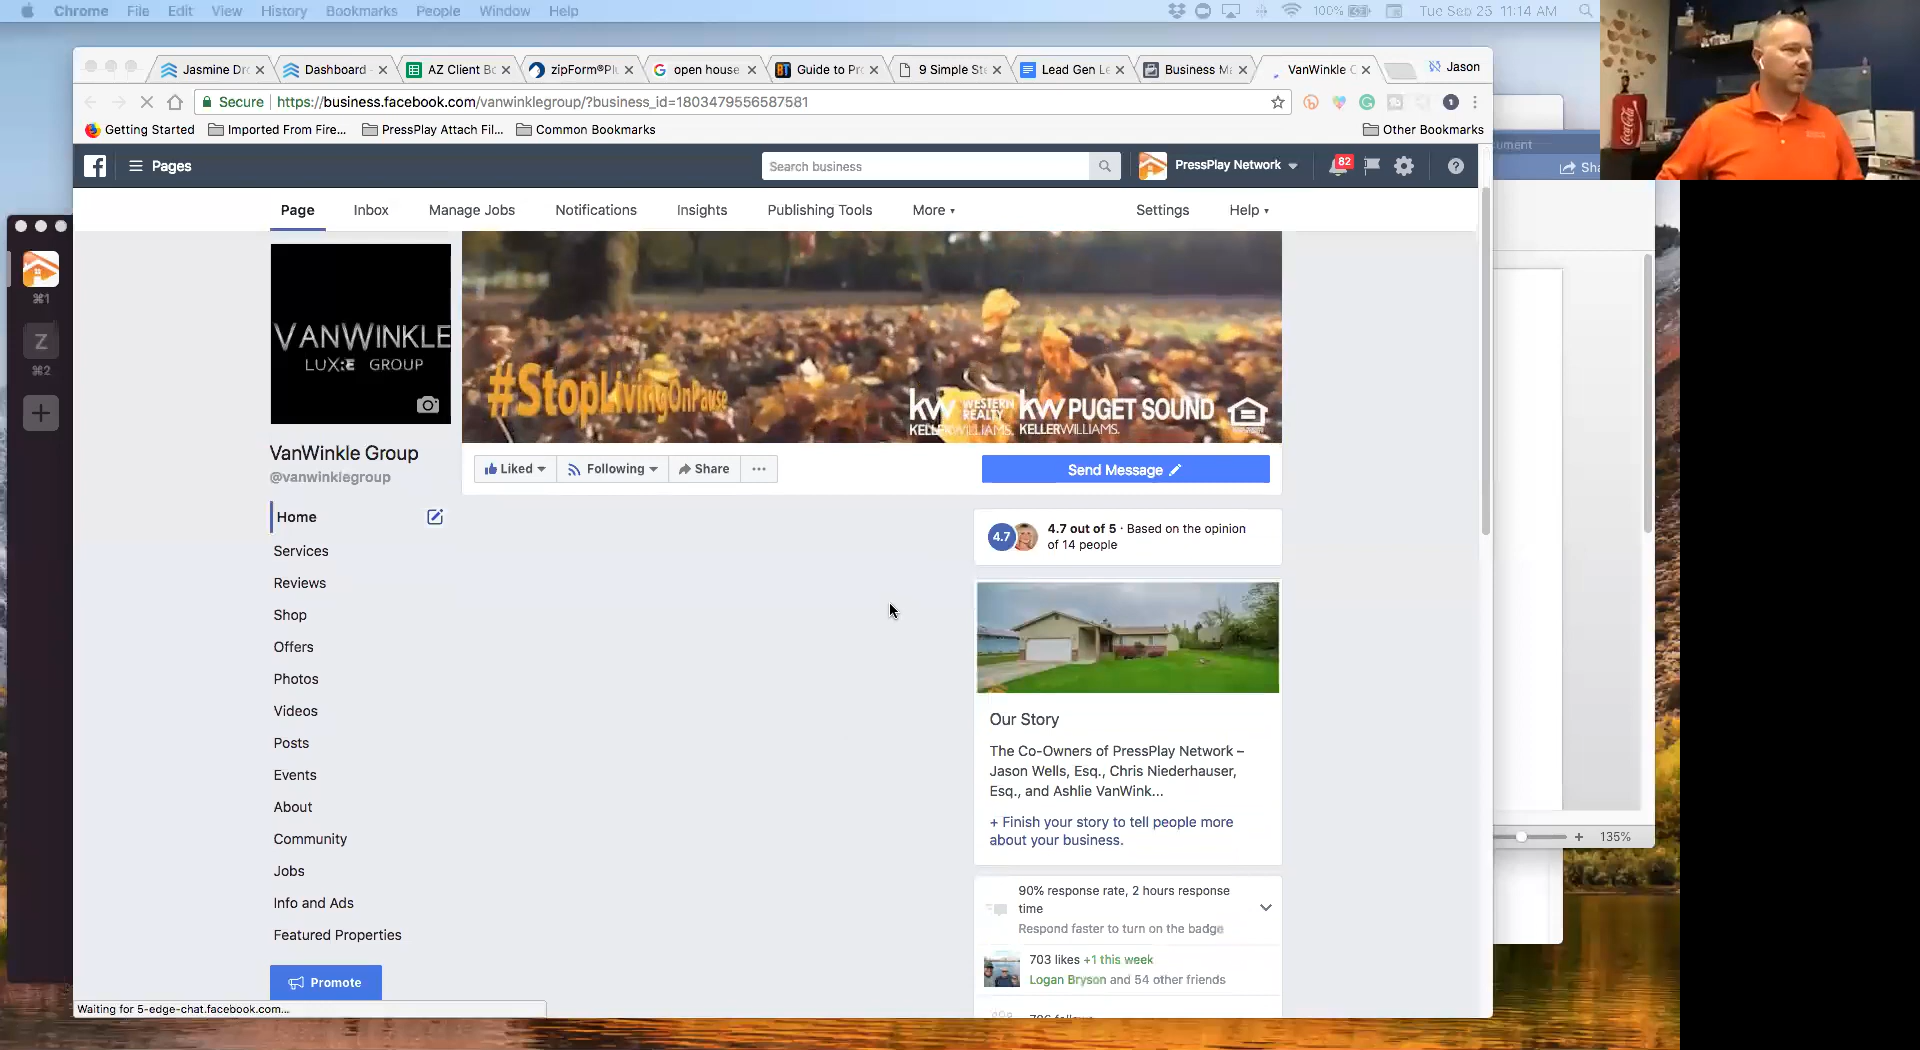 Chrome File Edit View History Bookmarks People Window Help
100% Tue Sep 25 11:14 AM
Jasmine Dr Dashboard AZ Client Bo zipForm®Pl open house Guide to Pr 9 Simple St Lead Gen Le Business M VanWinkle Jason
Secure https://business.facebook.com/vanwinklegroup/?business_id=1803479556587581
Getting Started Imported From Fire... PressPlay Attach Fil... Common Bookmarks Other Bookmarks
Pages Search business PressPlay Network 82
Page Inbox Manage Jobs Notifications Insights Publishing Tools More Settings Help
⌘1
Z
⌘2
VANWINKLE
LUXE GROUP
#StopLivingOnPause
kw WESTERN REALTY KELLERWILLIAMS.
kw PUGET SOUND KELLERWILLIAMS.
VanWinkle Group
@vanwinklegroup
Liked Following Share ... Send Message
Home
Services
Reviews
Shop
Offers
Photos
Videos
Posts
Events
About
Community
Jobs
Info and Ads
Featured Properties
Promote
4.7
4.7 out of 5 · Based on the opinion
of 14 people
Our Story
The Co-Owners of PressPlay Network –
Jason Wells, Esq., Chris Niederhauser,
Esq., and Ashlie VanWink...
+ Finish your story to tell people more
about your business.
90% response rate, 2 hours response
time
Respond faster to turn on the badge
703 likes +1 this week
Logan Bryson and 54 other friends
Waiting for 5-edge-chat.facebook.com...
ument
Sha
135%
Coca-Cola